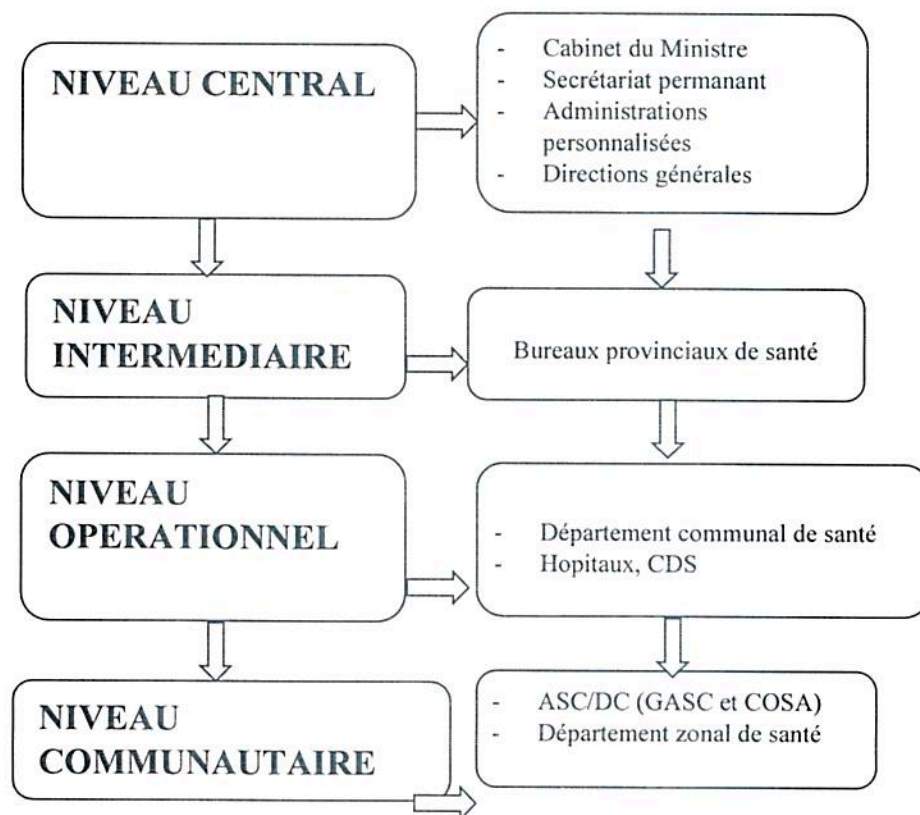 NIVEAU CENTRAL
- Cabinet du Ministre
- Secrétariat permanant
- Administrations
personnalisées
- Directions générales
NIVEAU
INTERMEDIAIRE
Bureaux provinciaux de santé
NIVEAU
OPERATIONNEL
- Département communal de santé
- Hopitaux, CDS
NIVEAU
COMMUNAUTAIRE
- ASC/DC (GASC et COSA)
- Département zonal de santé